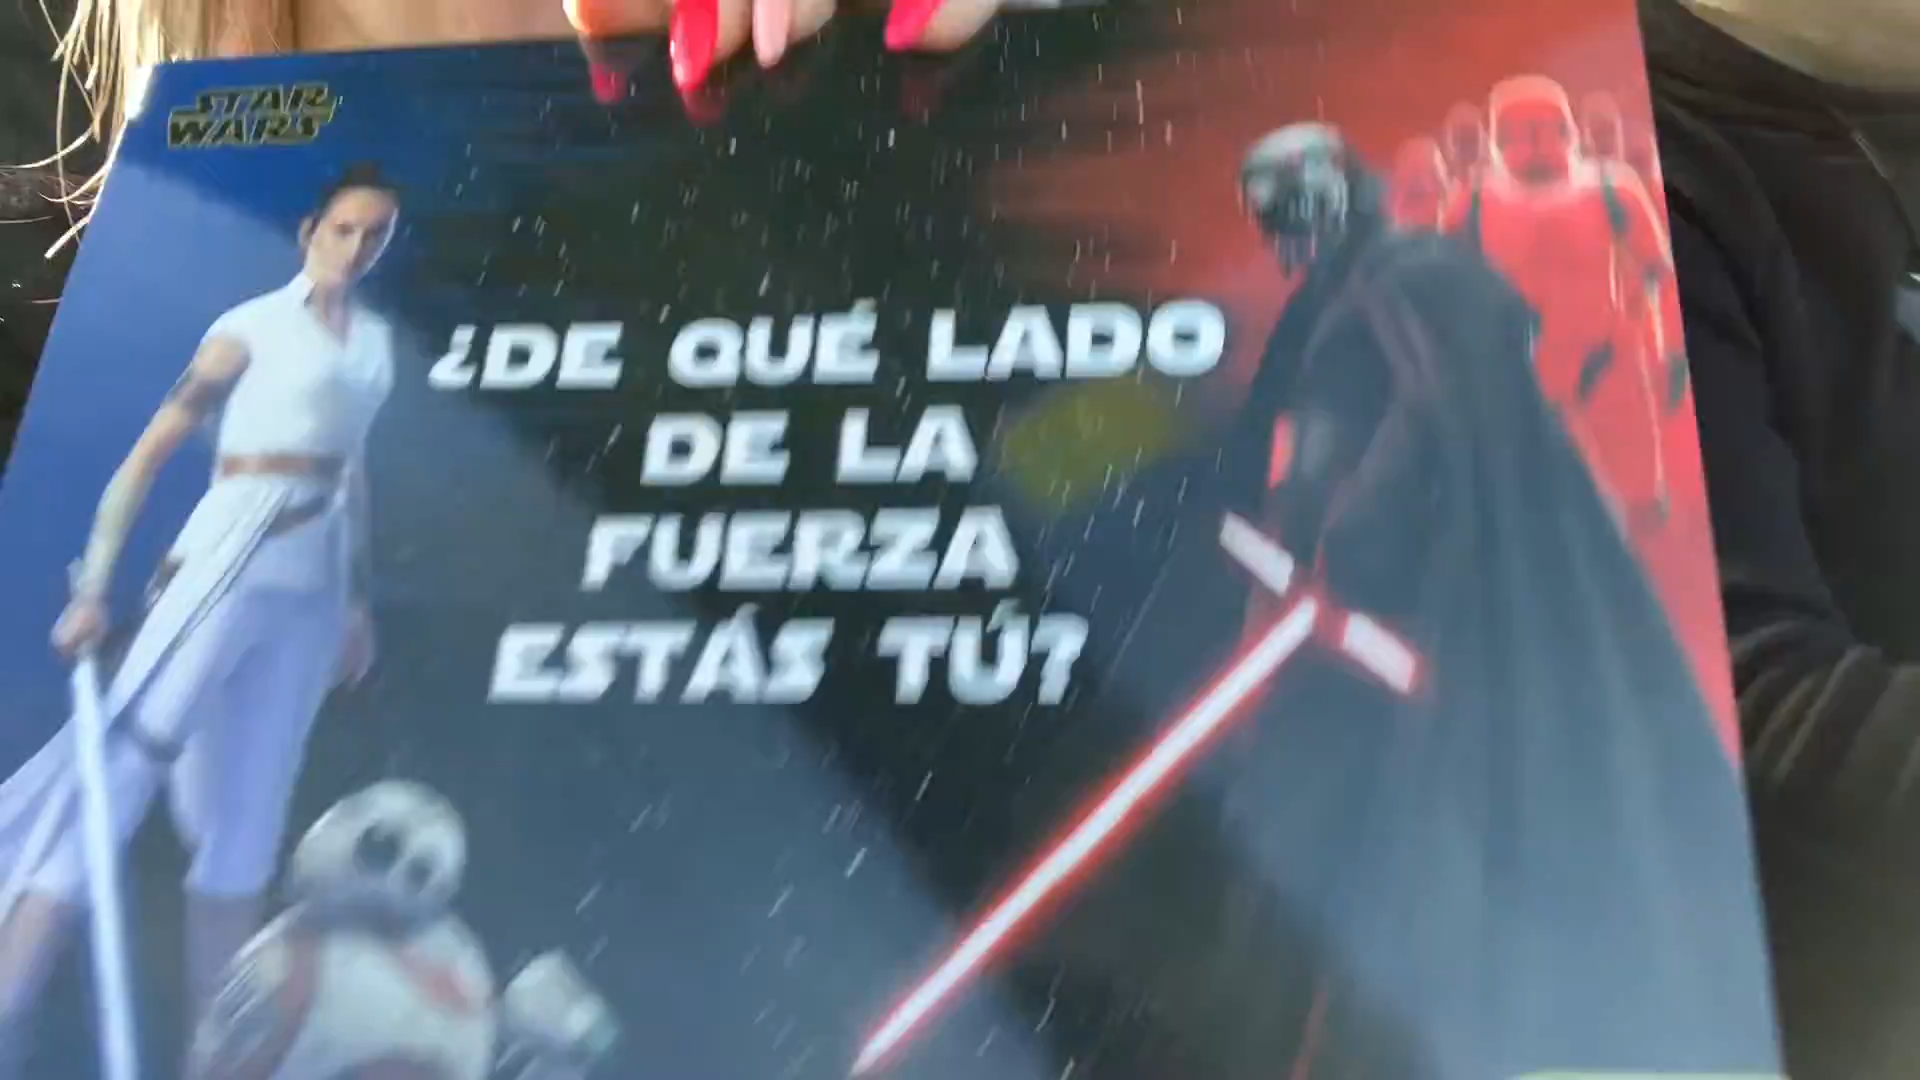 STAR
WARS
¿DE QUÉ LADO
DE LA
FUERZA
ESTÁS TÚ?